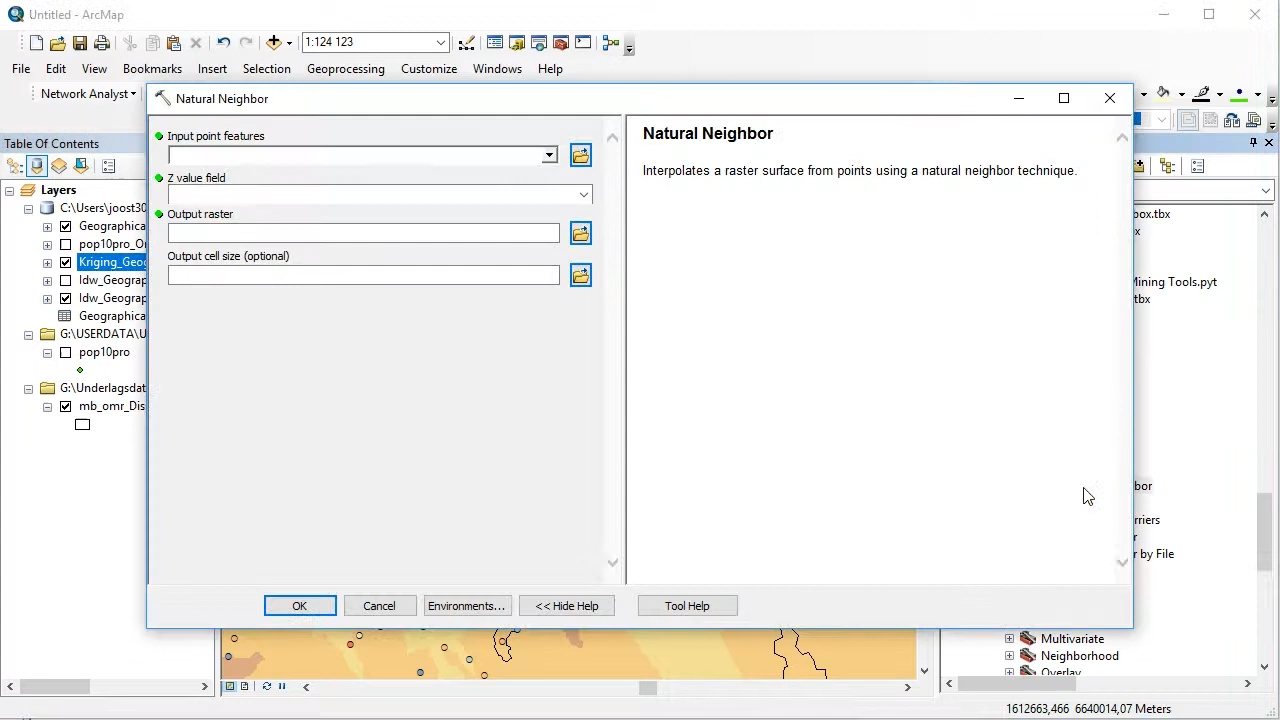 Untitled - ArcMap
1:124 123
File Edit View Bookmarks Insert Selection Geoprocessing Customize Windows Help
Network Analyst
Natural Neighbor
Table Of Contents
Layers
C:\Users\joost30
Geographica
pop10pro_Or
Kriging_Geog
Idw_Geograp
Idw_Geograp
Geographica
G:\USERDATA\U
pop10pro
G:\Underlagsdat
mb_omr_Dis
Input point features
Z value field
Output raster
Output cell size (optional)
Natural Neighbor
Interpolates a raster surface from points using a natural neighbor technique.
OK Cancel Environments... << Hide Help Tool Help
box.tbx
x
Mining Tools.pyt
tbx
bor
rriers
r
r by File
Multivariate
Neighborhood
Overlay
1612663,466 6640014,07 Meters